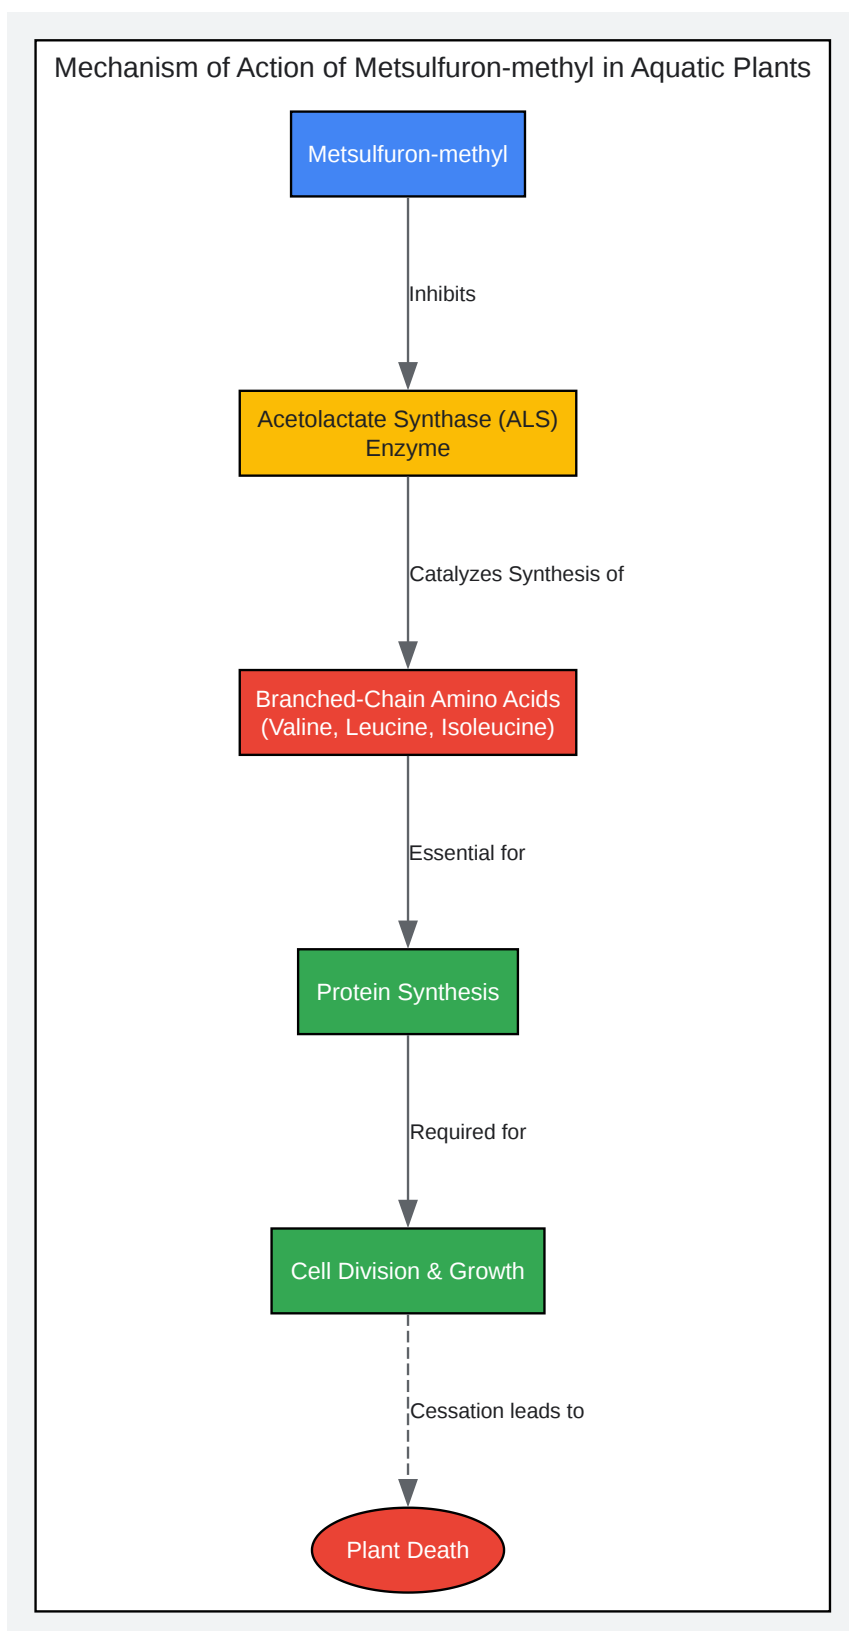 Mechanism of Action of Metsulfuron-methyl in Aquatic Plants
Metsulfuron-methyl
Inhibits
Acetolactate Synthase (ALS)
Enzyme
Catalyzes Synthesis of
Branched-Chain Amino Acids
(Valine, Leucine, Isoleucine)
Essential for
Protein Synthesis
Required for
Cell Division & Growth
Cessation leads to
Plant Death